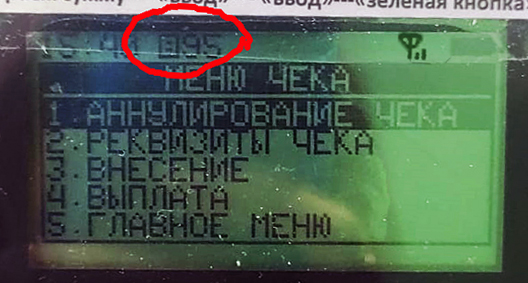 «ввод» «ввод»---«зеленая кнопка»
95
МЕНЮ ЧЕКА
1.АННУЛИРОВАНИЕ ЧЕКА
2.РЕКВИЗИТЫ ЧЕКА
3.ВНЕСЕНИЕ
4.ВЫПЛАТА
5.ГЛАВНОЕ МЕНЮ